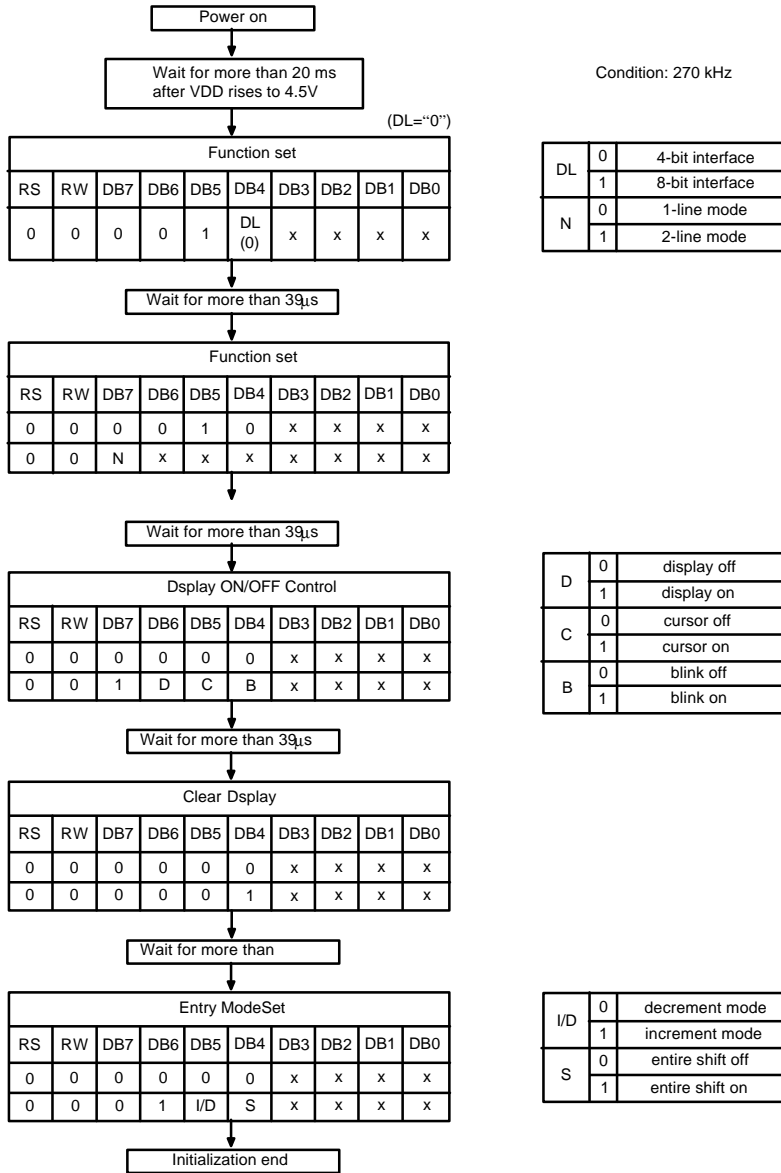 Power on
Wait for more than 20 ms
after VDD rises to 4.5V
Condition: 270 kHz
(DL=“0”)
Function set
RS RW DB7 DB6 DB5 DB4 DB3 DB2 DB1 DB0
0 0 0 0 1 DL (0) x x x x
DL 0 4-bit interface
1 8-bit interface
N 0 1-line mode
1 2-line mode
Wait for more than 39μs
Function set
RS RW DB7 DB6 DB5 DB4 DB3 DB2 DB1 DB0
0 0 0 0 1 0 x x x x
0 0 N x x x x x x x
Wait for more than 39μs
Dsplay ON/OFF Control
RS RW DB7 DB6 DB5 DB4 DB3 DB2 DB1 DB0
0 0 0 0 0 0 x x x x
0 0 1 D C B x x x x
D 0 display off
1 display on
C 0 cursor off
1 cursor on
B 0 blink off
1 blink on
Wait for more than 39μs
Clear Dsplay
RS RW DB7 DB6 DB5 DB4 DB3 DB2 DB1 DB0
0 0 0 0 0 0 x x x x
0 0 0 0 0 1 x x x x
Wait for more than
Entry ModeSet
RS RW DB7 DB6 DB5 DB4 DB3 DB2 DB1 DB0
0 0 0 0 0 0 x x x x
0 0 0 1 I/D S x x x x
I/D 0 decrement mode
1 increment mode
S 0 entire shift off
1 entire shift on
Initialization end